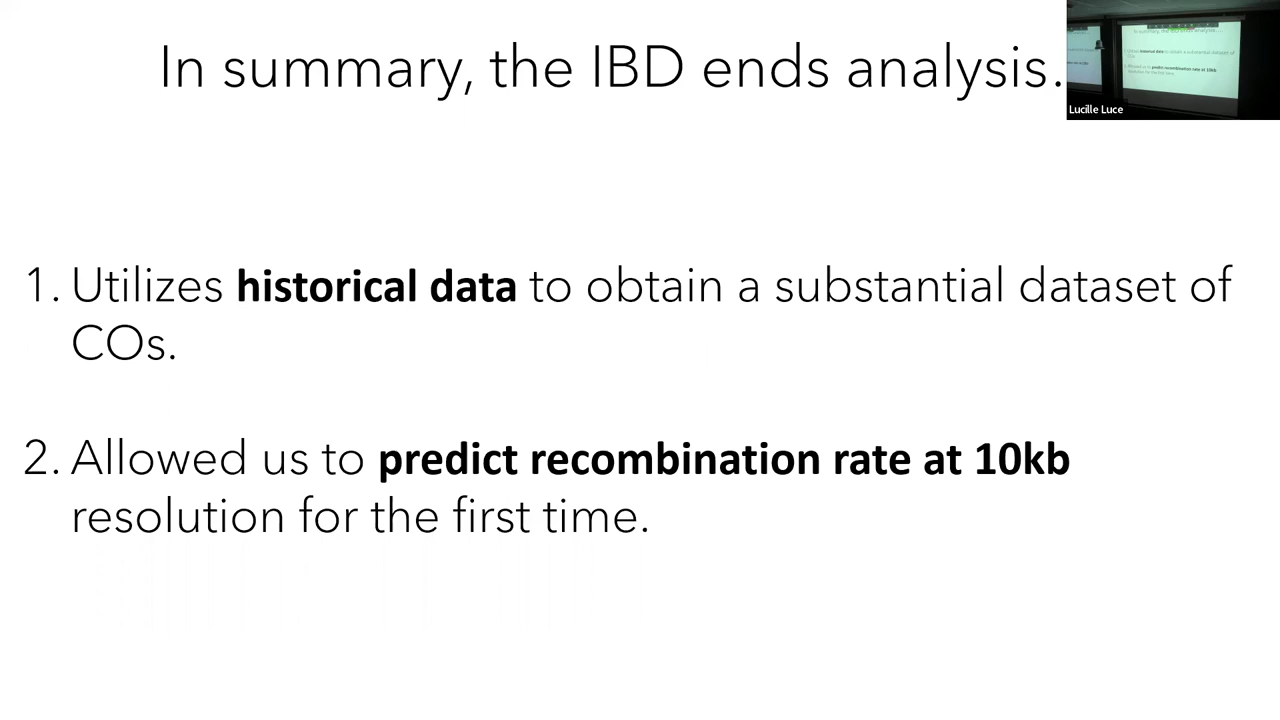 In summary, the IBD ends analysis.
Lucille Luce
1. Utilizes historical data to obtain a substantial dataset of
COs.
2. Allowed us to predict recombination rate at 10kb
resolution for the first time.